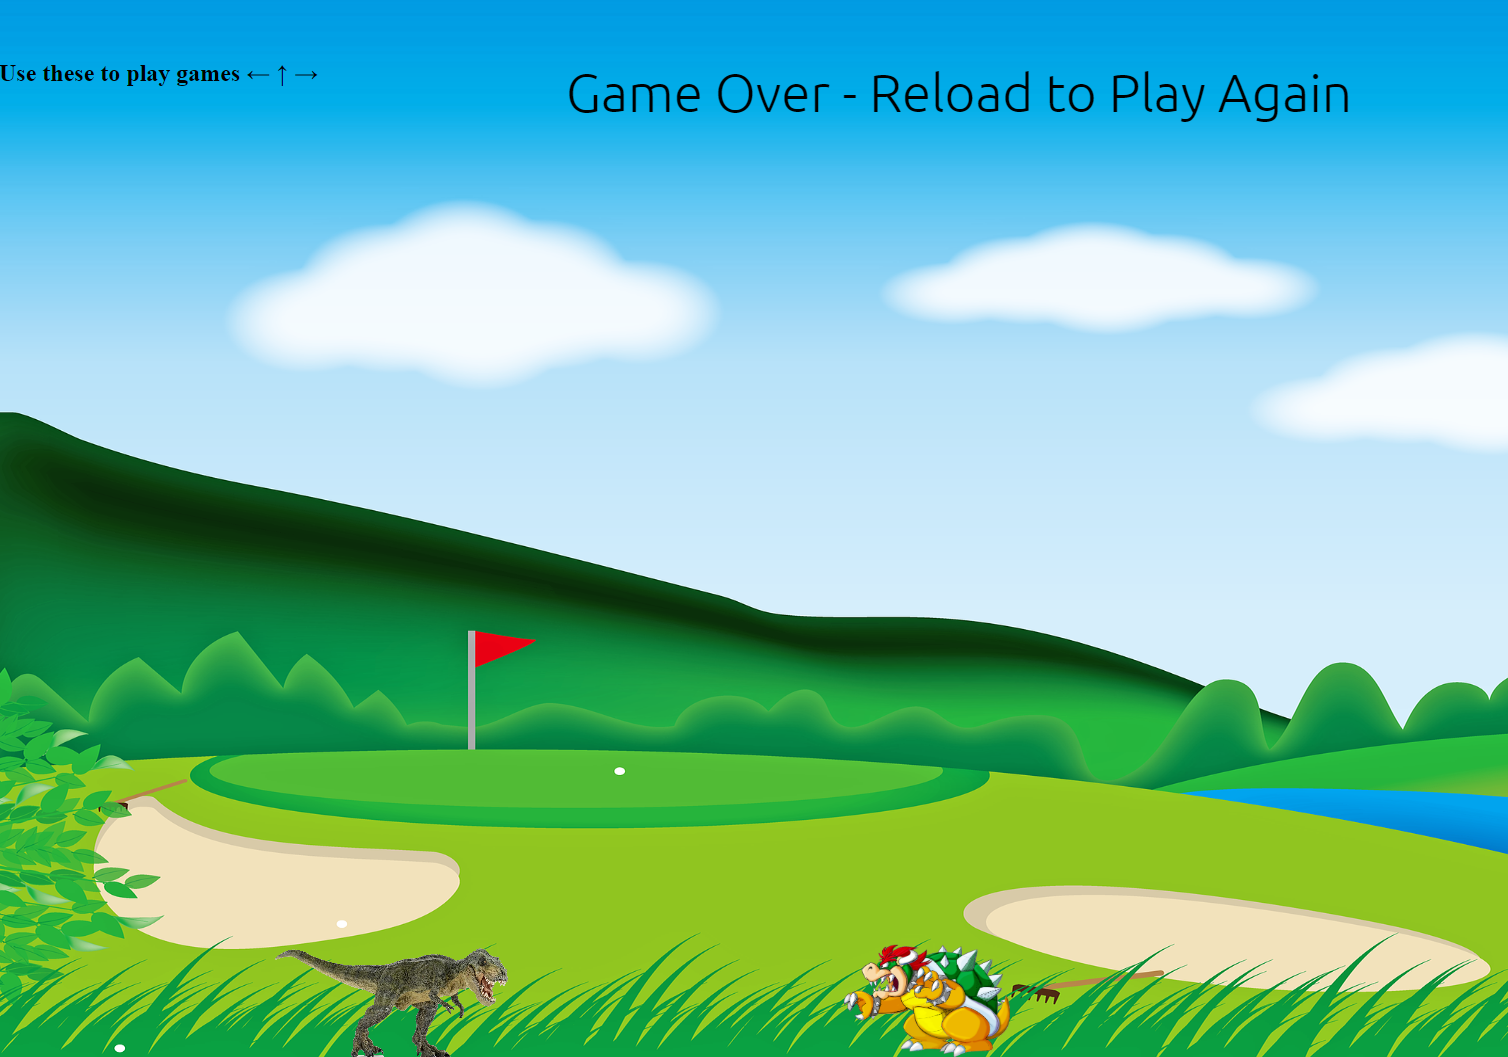 Use these to play games ← ↑ →
Game Over - Reload to Play Again